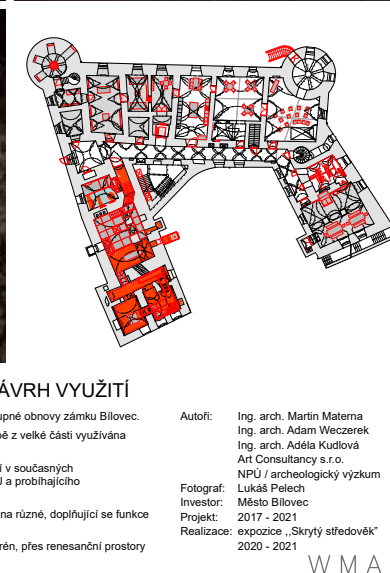 ÁVRH VYUŽITÍ
upné obnovy zámku Bílovec.
ě z velké části využívána
í v současných
J a probíhajícího
na různé, doplňující se funkce
rén, přes renesanční prostory
Autoři: Ing. arch. Martin Materna
Ing. arch. Adam Weczerek
Ing. arch. Adéla Kudlová
Art Consultancy s.r.o.
NPÚ / archeologický výzkum
Fotograf: Lukáš Pelech
Investor: Město Bílovec
Projekt: 2017 - 2021
Realizace: expozice ,,Skrytý středověk"
2020 - 2021
WMA